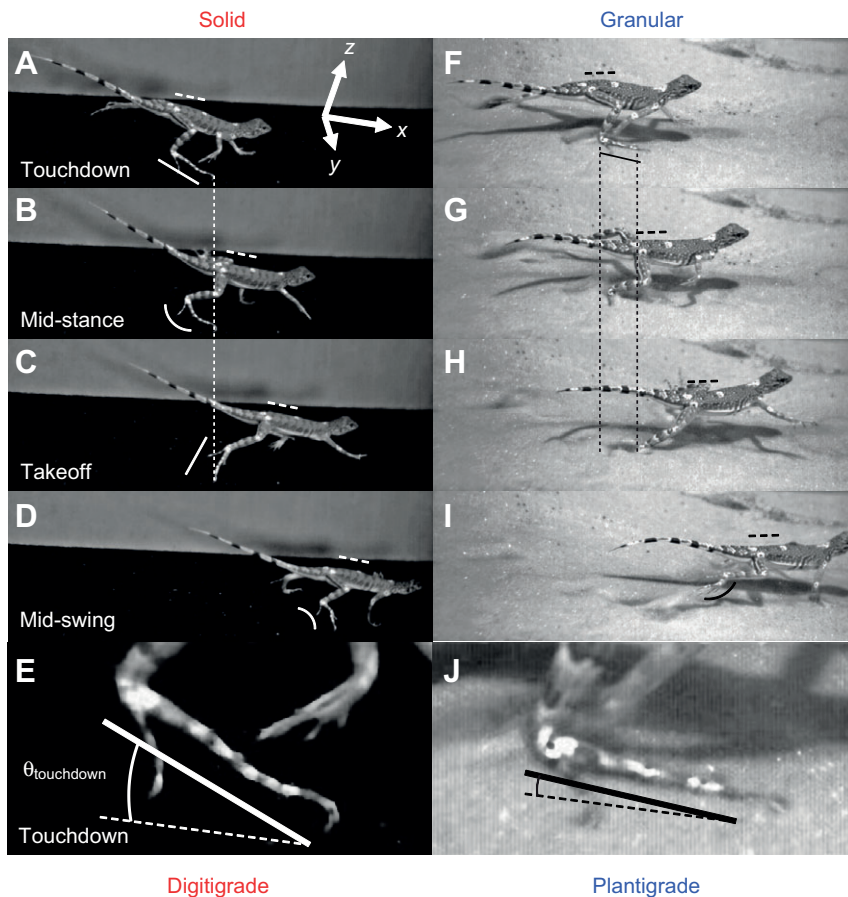 Solid
Granular
A
z
x
y
Touchdown
F
B
Mid-stance
G
C
Takeoff
H
D
Mid-swing
I
E
θtouchdown
Touchdown
J
Digitigrade
Plantigrade